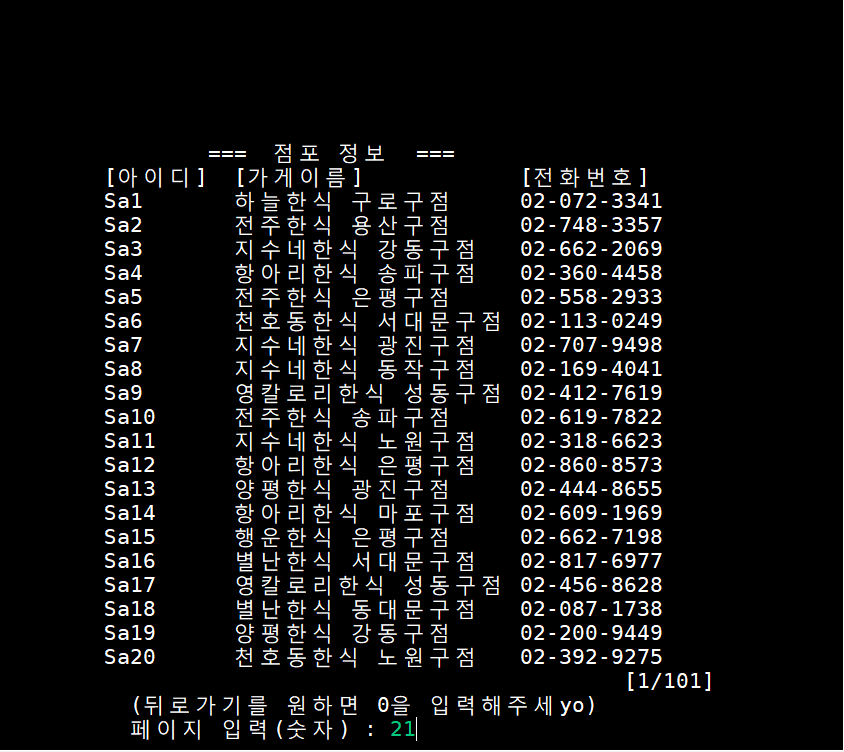 === 점포 정보 ===
[아이디] [가게이름] [전화번호]
Sa1 하늘한식 구로구점 02-072-3341
Sa2 전주한식 용산구점 02-748-3357
Sa3 지수네한식 강동구점 02-662-2069
Sa4 항아리한식 송파구점 02-360-4458
Sa5 전주한식 은평구점 02-558-2933
Sa6 천호동한식 서대문구점 02-113-0249
Sa7 지수네한식 광진구점 02-707-9498
Sa8 지수네한식 동작구점 02-169-4041
Sa9 영칼로리한식 성동구점 02-412-7619
Sa10 전주한식 송파구점 02-619-7822
Sa11 지수네한식 노원구점 02-318-6623
Sa12 항아리한식 은평구점 02-860-8573
Sa13 양평한식 광진구점 02-444-8655
Sa14 항아리한식 마포구점 02-609-1969
Sa15 행운한식 은평구점 02-662-7198
Sa16 별난한식 서대문구점 02-817-6977
Sa17 영칼로리한식 성동구점 02-456-8628
Sa18 별난한식 동대문구점 02-087-1738
Sa19 양평한식 강동구점 02-200-9449
Sa20 천호동한식 노원구점 02-392-9275
[1/101]
(뒤로가기를 원하면 0을 입력해주세yo)
페이지 입력(숫자) : 21